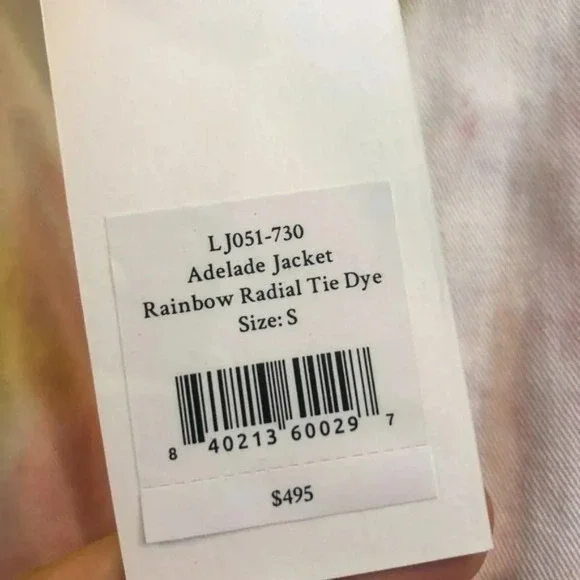 LJ051-730
Adelade Jacket
Rainbow Radial Tie Dye
Size: S
8 40213 60029 7
$495